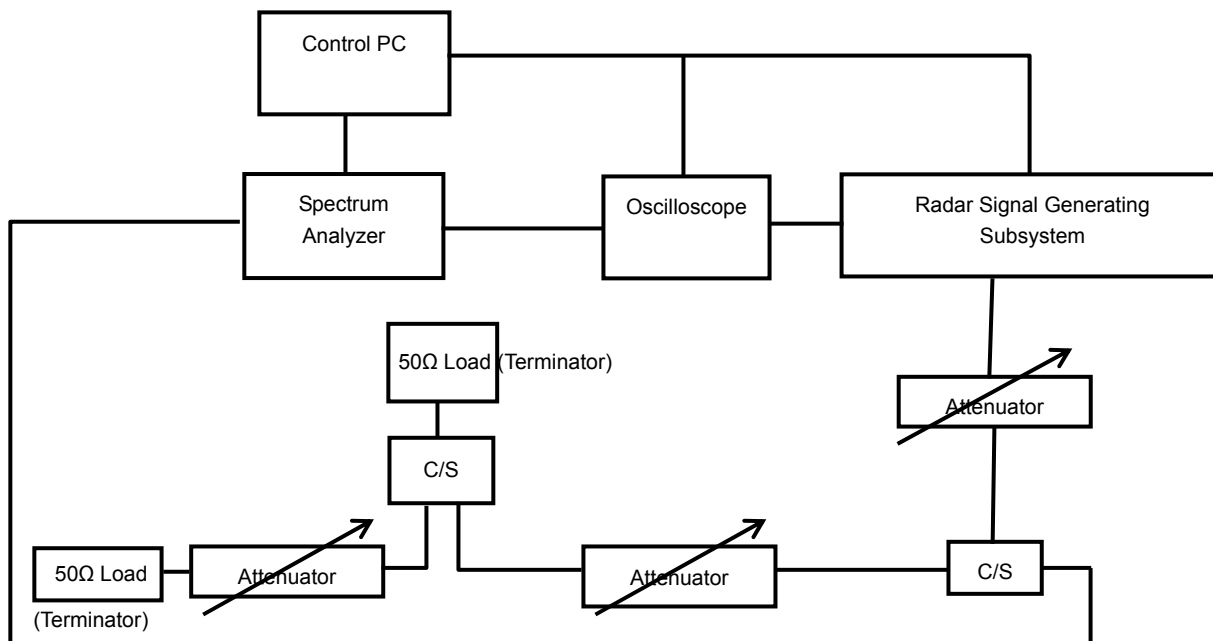 Control PC
Spectrum
Analyzer
Oscilloscope
Radar Signal Generating
Subsystem
50Ω Load (Terminator)
Attenuator
C/S
50Ω Load
(Terminator)
Attenuator
Attenuator
C/S